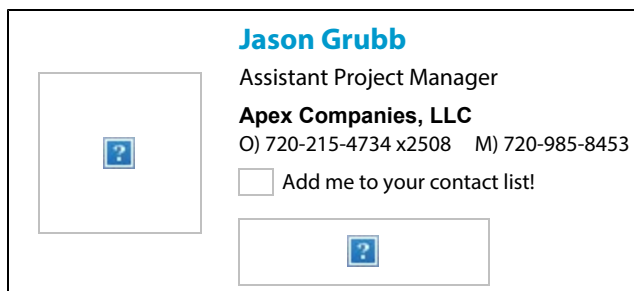 Jason Grubb
Assistant Project Manager
Apex Companies, LLC
O) 720-215-4734 x2508 M) 720-985-8453
Add me to your contact list!